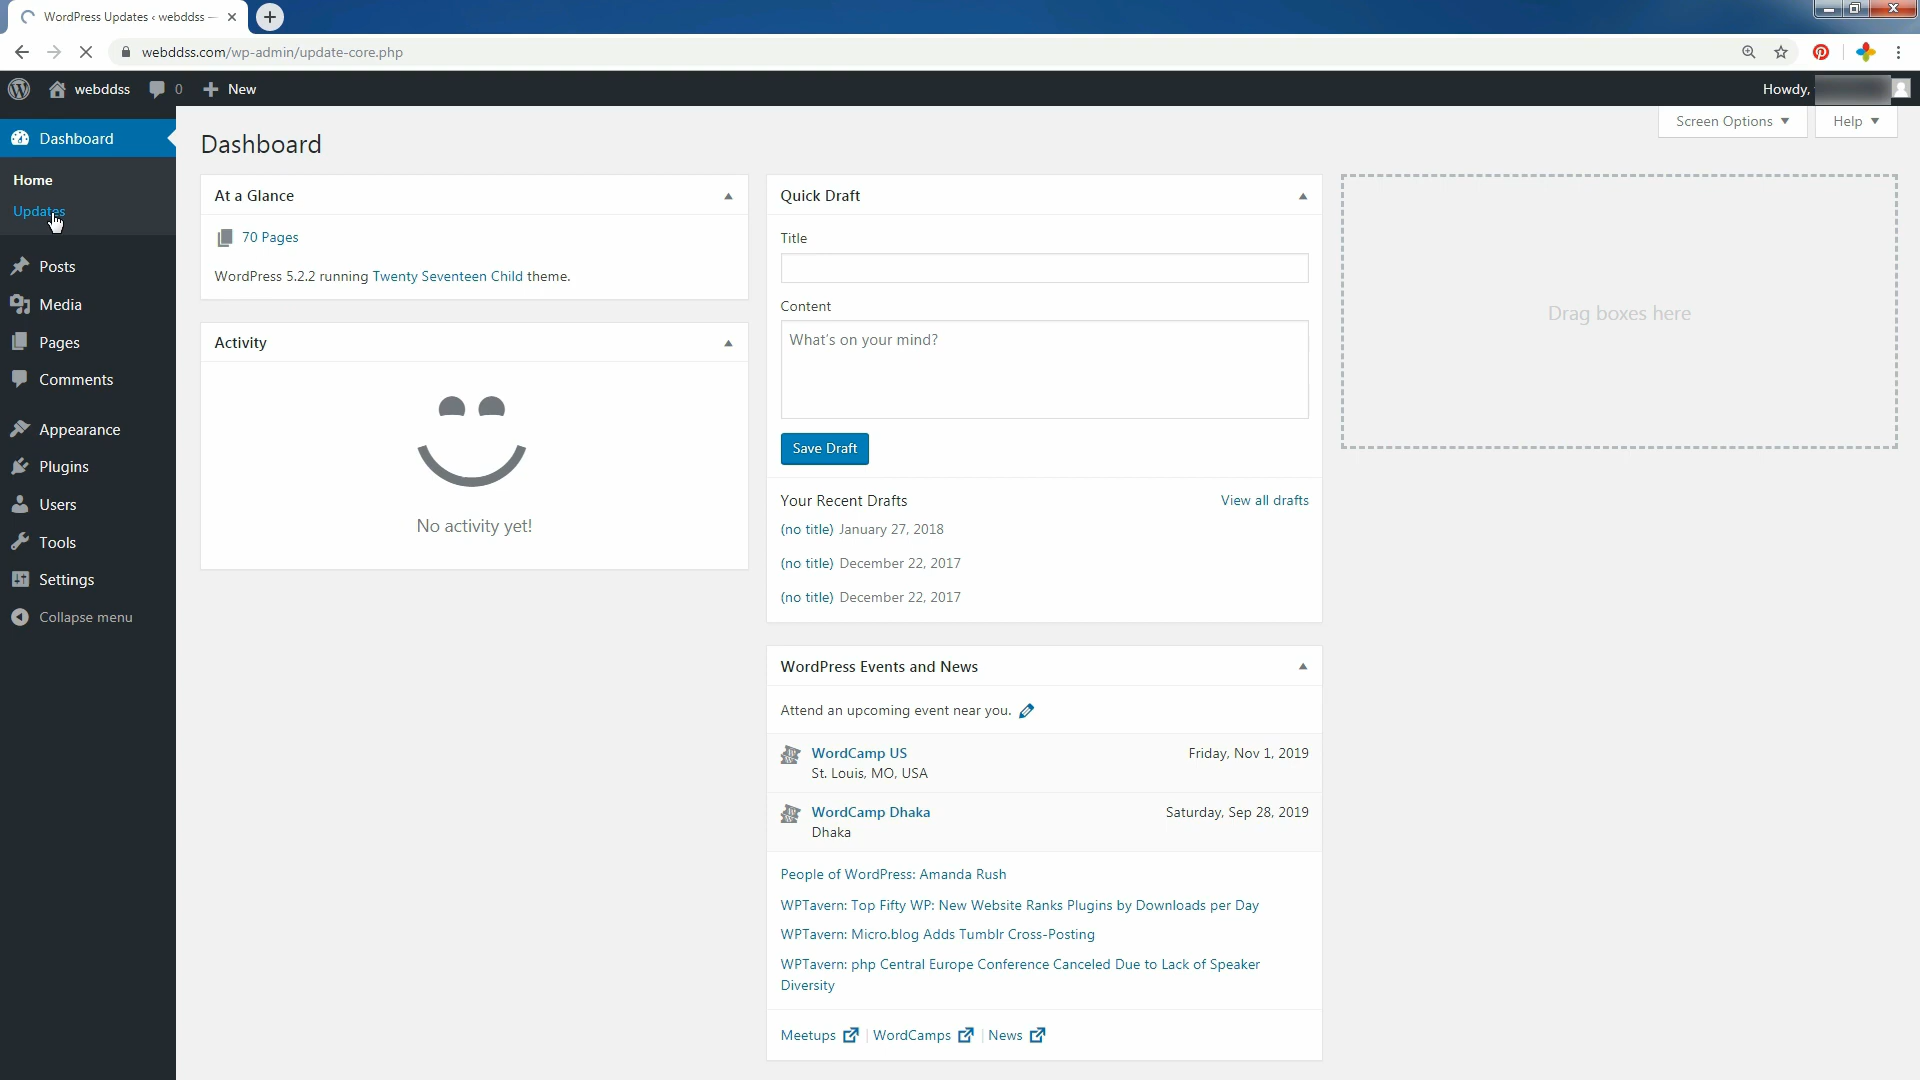 WordPress Updates ‹ webddss —
webddss.com/wp-admin/update-core.php
webddss 0 New
Howdy,
Screen Options Help
Dashboard
Home
Updates
Posts
Media
Pages
Comments
Appearance
Plugins
Users
Tools
Settings
Collapse menu
Dashboard
At a Glance
70 Pages
WordPress 5.2.2 running Twenty Seventeen Child theme.
Activity
No activity yet!
Quick Draft
Title
Content
What's on your mind?
Save Draft
Your Recent Drafts View all drafts
(no title) January 27, 2018
(no title) December 22, 2017
(no title) December 22, 2017
WordPress Events and News
Attend an upcoming event near you.
WordCamp US Friday, Nov 1, 2019
St. Louis, MO, USA
WordCamp Dhaka Saturday, Sep 28, 2019
Dhaka
People of WordPress: Amanda Rush
WPTavern: Top Fifty WP: New Website Ranks Plugins by Downloads per Day
WPTavern: Micro.blog Adds Tumblr Cross-Posting
WPTavern: php Central Europe Conference Canceled Due to Lack of Speaker
Diversity
Meetups | WordCamps | News
Drag boxes here